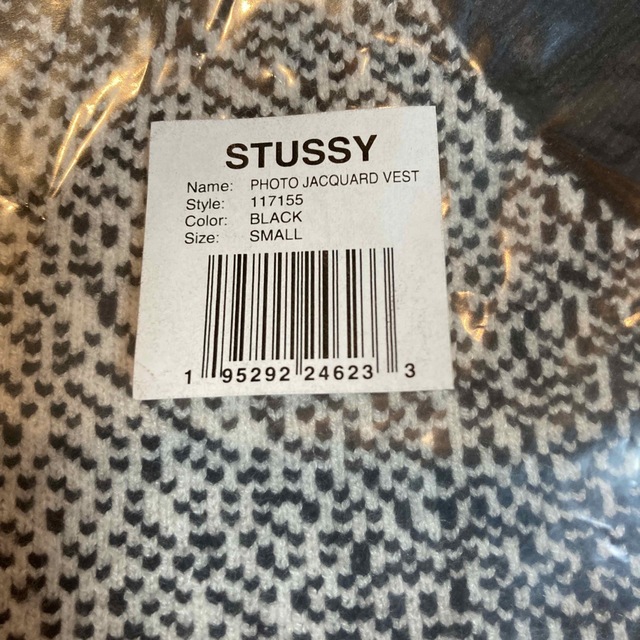 STUSSY
Name: PHOTO JACQUARD VEST
Style: 117155
Color: BLACK
Size: SMALL
1 95292 24623 3